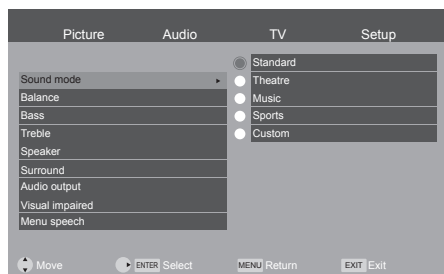 Picture Audio TV Setup
Standard
Sound mode Theatre
Balance Music
Bass Sports
Treble Custom
Speaker
Surround
Audio output
Visual impaired
Menu speech
Move ENTER Select MENU Return EXIT Exit